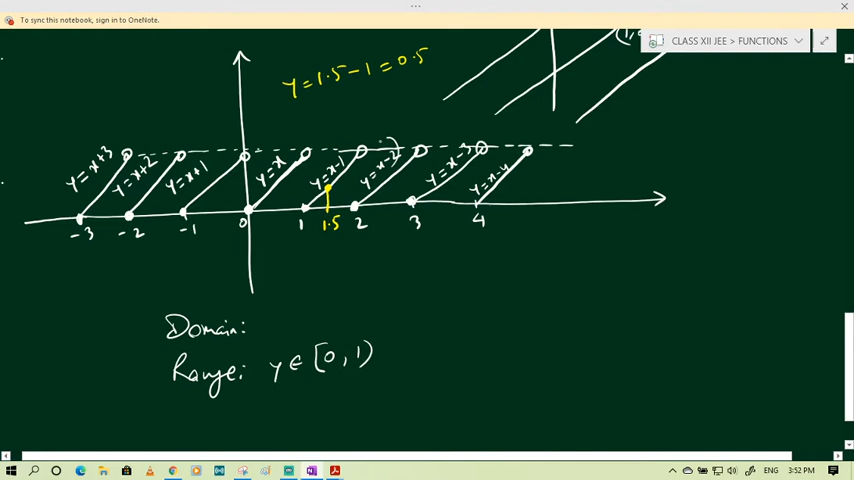 To sync this notebook, sign in to OneNote.
CLASS XII JEE > FUNCTIONS
y=1.5-1=0.5
y=x+3 y=x+2 y=x+1 y=x y=x-1 y=x-2 y=x-3 y=x-4
-3 -2 -1 0 1 1.5 2 3 4
Domain:
Range: y∈[0,1)
ENG 3:52 PM